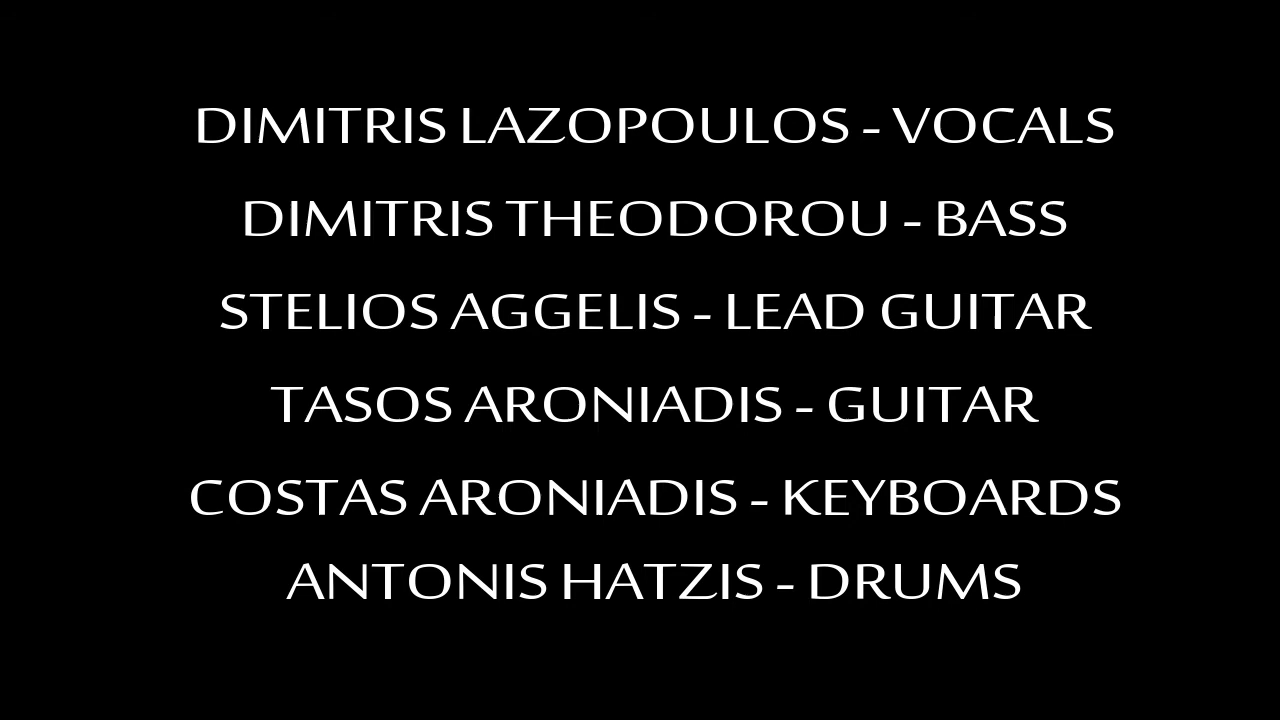 DIMITRIS LAZOPOULOS - VOCALS
DIMITRIS THEODOROU - BASS
STELIOS AGGELIS - LEAD GUITAR
TASOS ARONIADIS - GUITAR
COSTAS ARONIADIS - KEYBOARDS
ANTONIS HATZIS - DRUMS